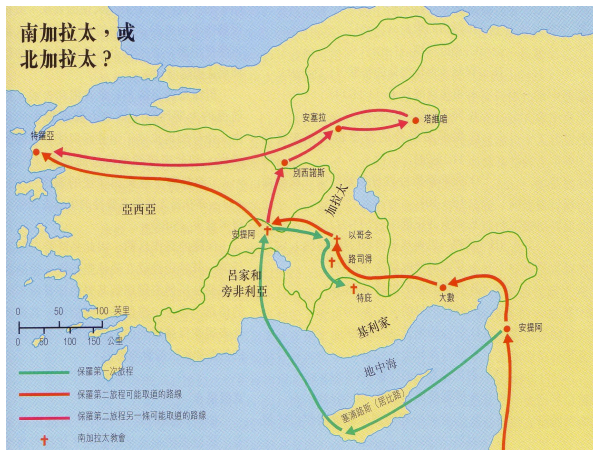 南加拉太,或
北加拉太?
特羅亞
安塞拉
塔維哈
別西諾斯
加拉太
亞西亞
安提阿
以哥念
路司得
呂家和
旁非利亞
特庇
大數
安提阿
基利家
地中海
塞浦路斯(居比路)
0 50 100 英里
0 50 100 150 公里
保羅第一次旅程
保羅第二旅程可能取道的路線
保羅第二旅程另一條可能取道的路線
南加拉太教會